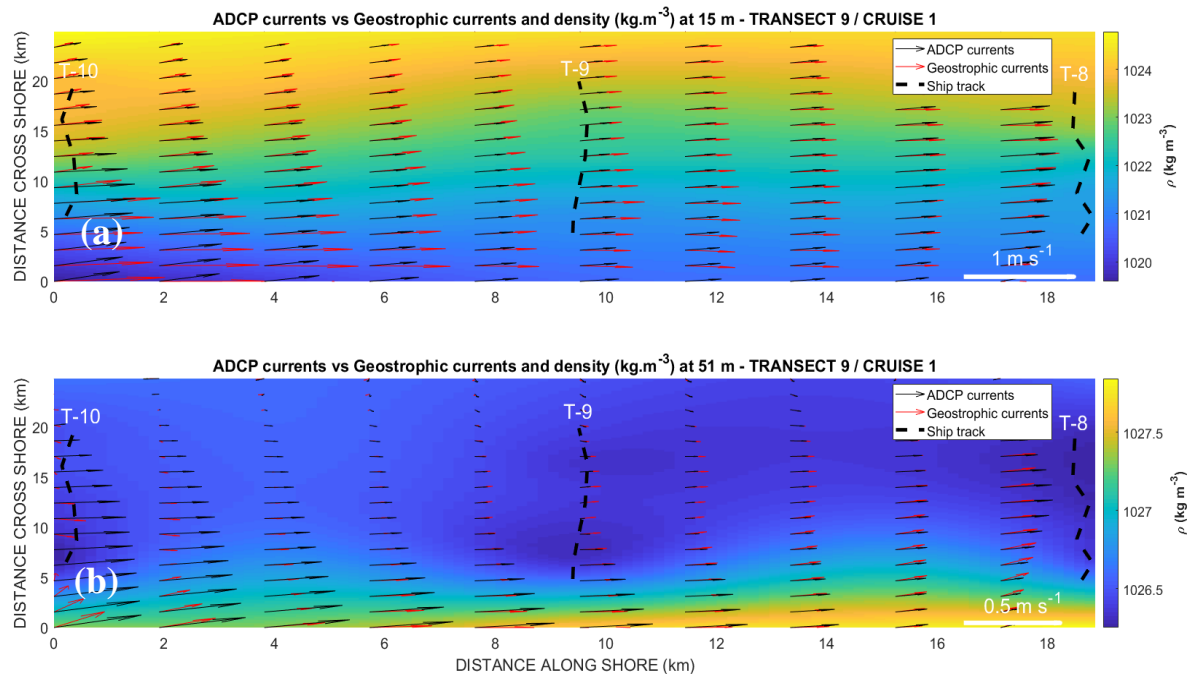 ADCP currents vs Geostrophic currents and density (kg.m⁻³) at 15 m - TRANSECT 9 / CRUISE 1
DISTANCE CROSS SHORE (km)
20
15
10
5
0
T-10
T-9
T-8
ADCP currents
Geostrophic currents
Ship track
(a)
1 m s⁻¹
0
2
4
6
8
10
12
14
16
18
1024
1023
1022
1021
1020
ρ (kg m⁻³)
ADCP currents vs Geostrophic currents and density (kg.m⁻³) at 51 m - TRANSECT 9 / CRUISE 1
DISTANCE CROSS SHORE (km)
20
15
10
5
0
T-10
T-9
T-8
ADCP currents
Geostrophic currents
Ship track
(b)
0.5 m s⁻¹
0
2
4
6
8
10
12
14
16
18
DISTANCE ALONG SHORE (km)
1027.5
1027
1026.5
ρ (kg m⁻³)